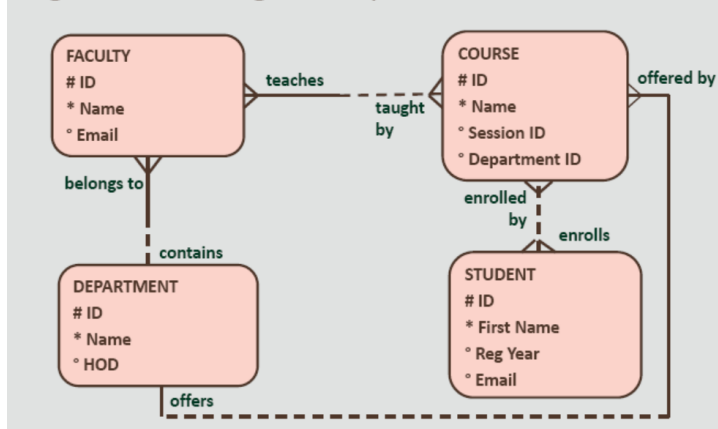 FACULTY
# ID
* Name
° Email
teaches
taught
by
COURSE
# ID
* Name
° Session ID
° Department ID
offered by
belongs to
contains
enrolled
by
enrolls
DEPARTMENT
# ID
* Name
° HOD
offers
STUDENT
# ID
* First Name
° Reg Year
° Email